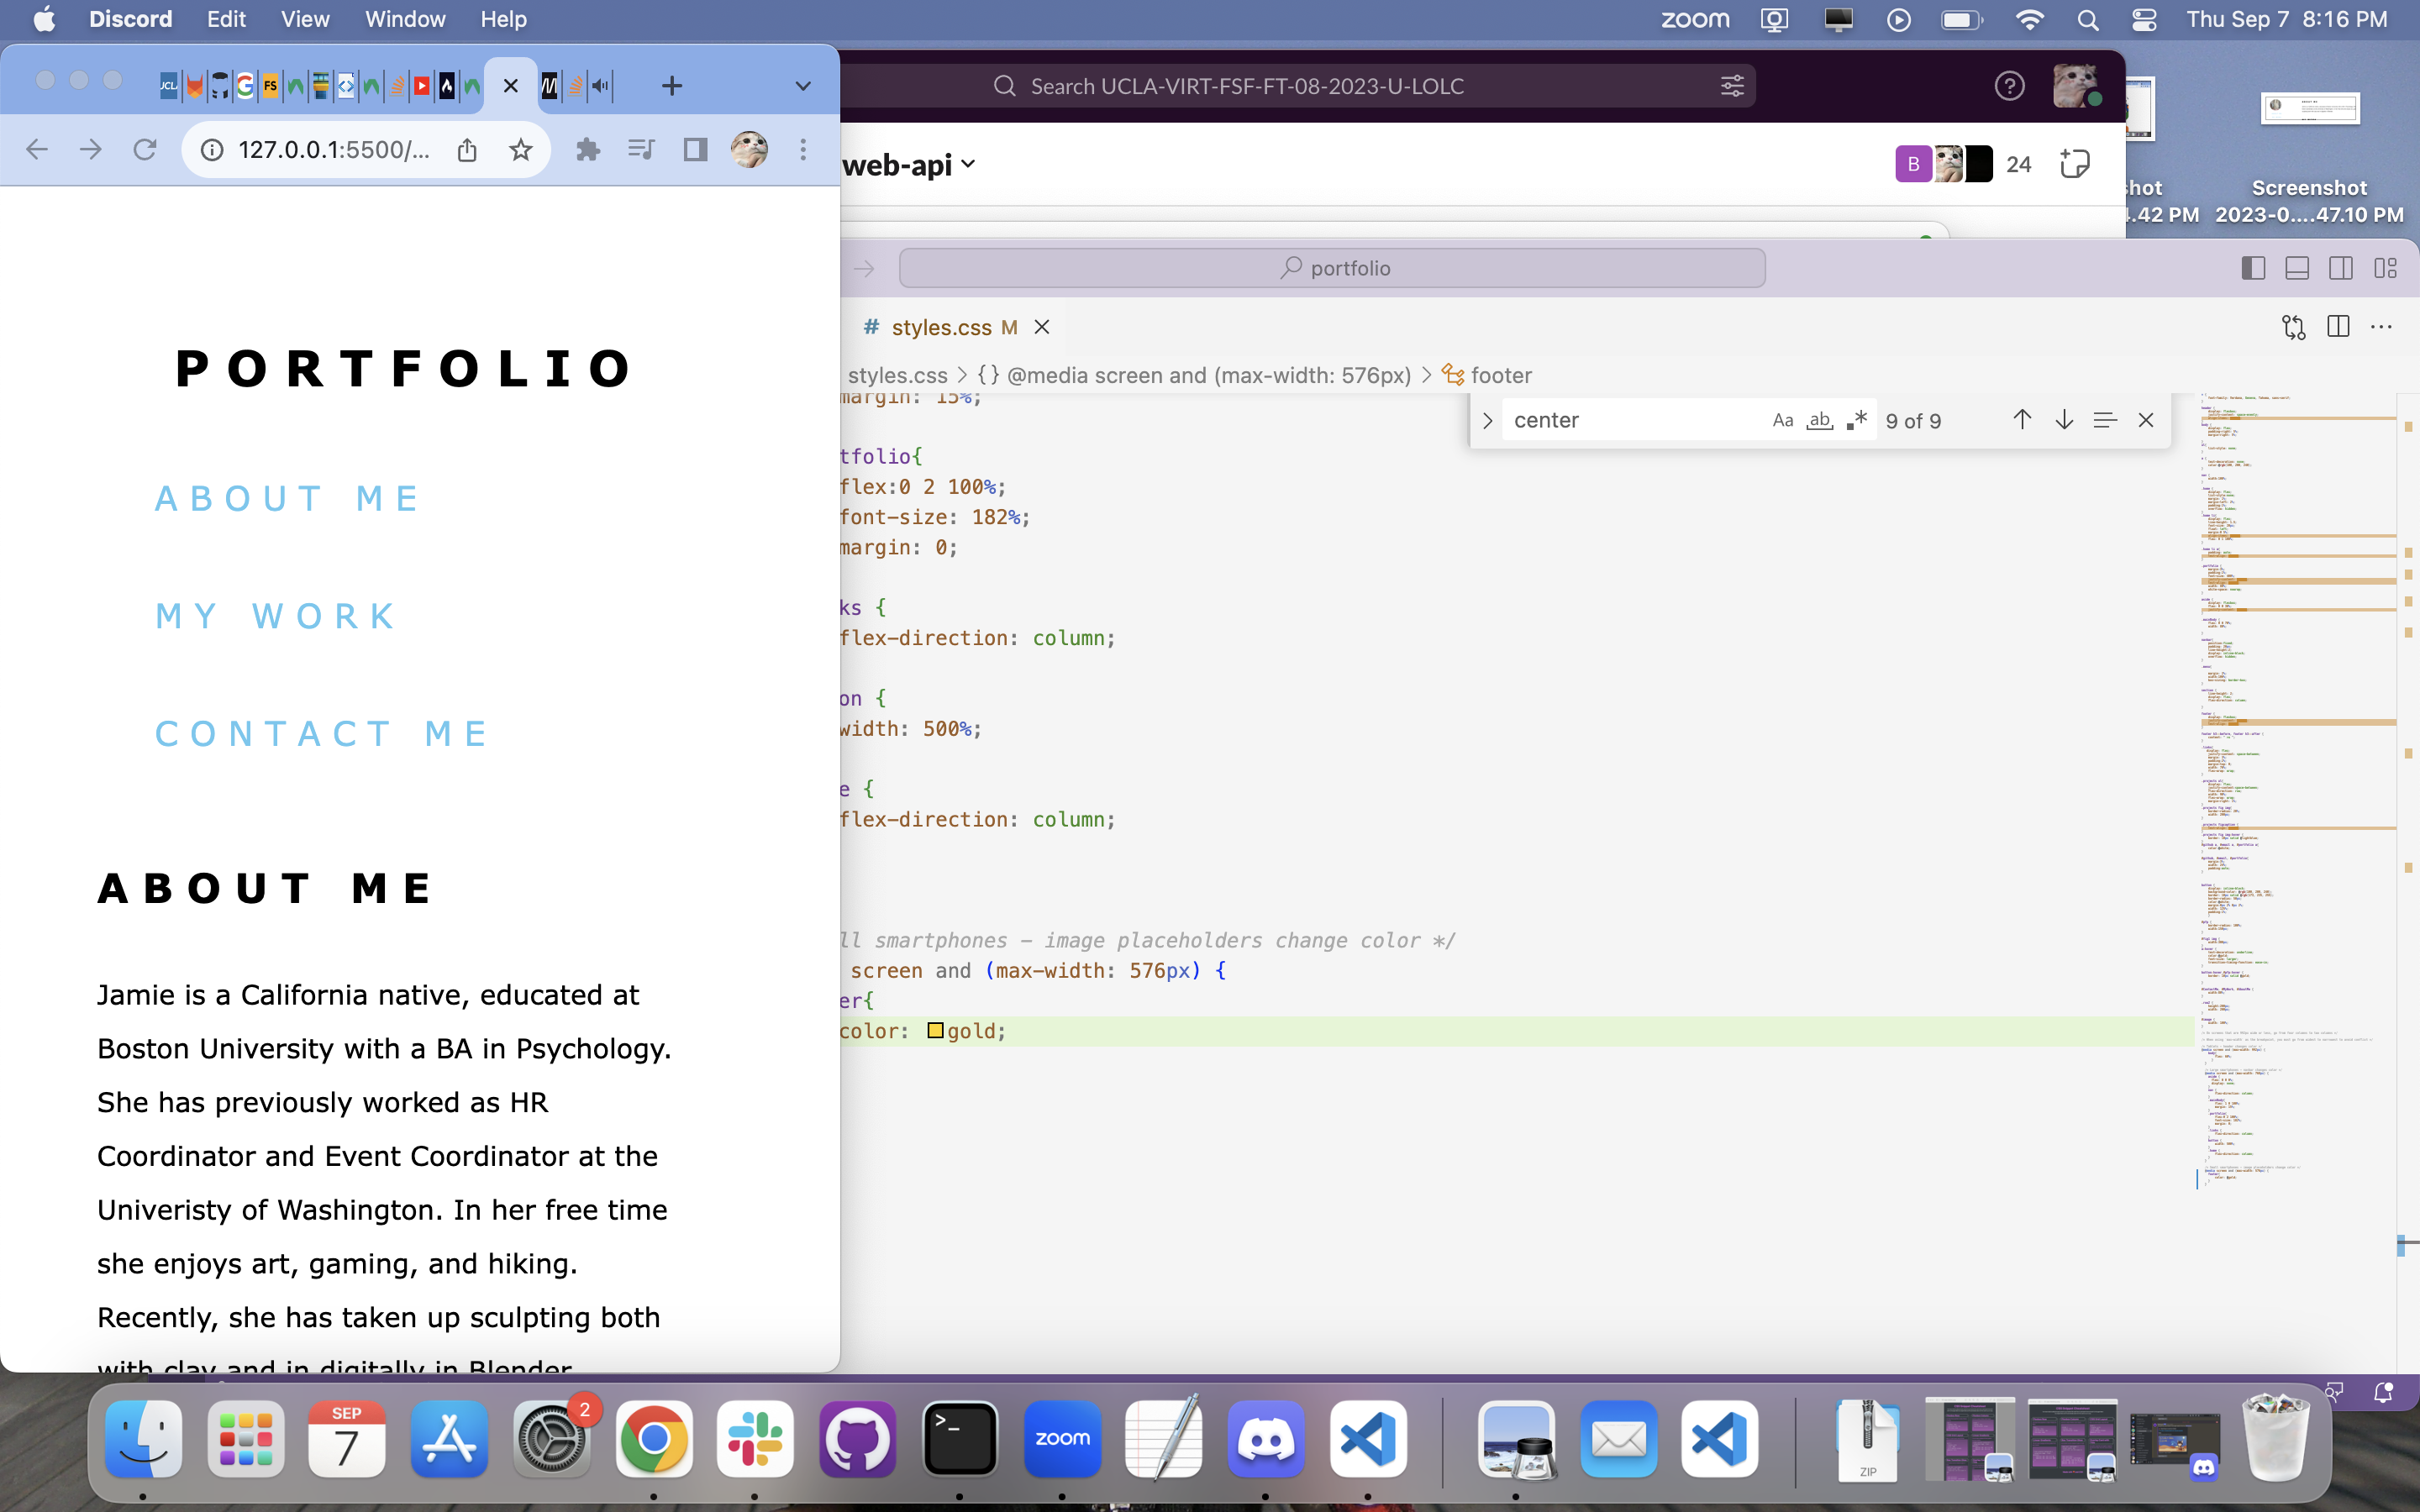 Discord Edit View Window Help zoom Thu Sep 7 8:16 PM
UCL FS
127.0.0.1:5500/...
PORTFOLIO
ABOUT ME
MY WORK
CONTACT ME
ABOUT ME
Jamie is a California native, educated at
Boston University with a BA in Psychology.
She has previously worked as HR
Coordinator and Event Coordinator at the
Univeristy of Washington. In her free time
she enjoys art, gaming, and hiking.
Recently, she has taken up sculpting both
with clay and in digitally in Blender
Search UCLA-VIRT-FSF-FT-08-2023-U-LOLC
web-api
B 24
shot
4.42 PM
Screenshot
2023-0....47.10 PM
portfolio
# styles.css M
styles.css > {} @media screen and (max-width: 576px) > footer
center Aa ab 9 of 9
margin: 15%;
tfolio{
flex:0 2 100%;
font-size: 182%;
margin: 0;
ks {
flex-direction: column;
on {
width: 500%;
e {
flex-direction: column;
ll smartphones - image placeholders change color */
screen and (max-width: 576px) {
er{
color: gold;
SEP
7
2
>_
zoom
ZIP